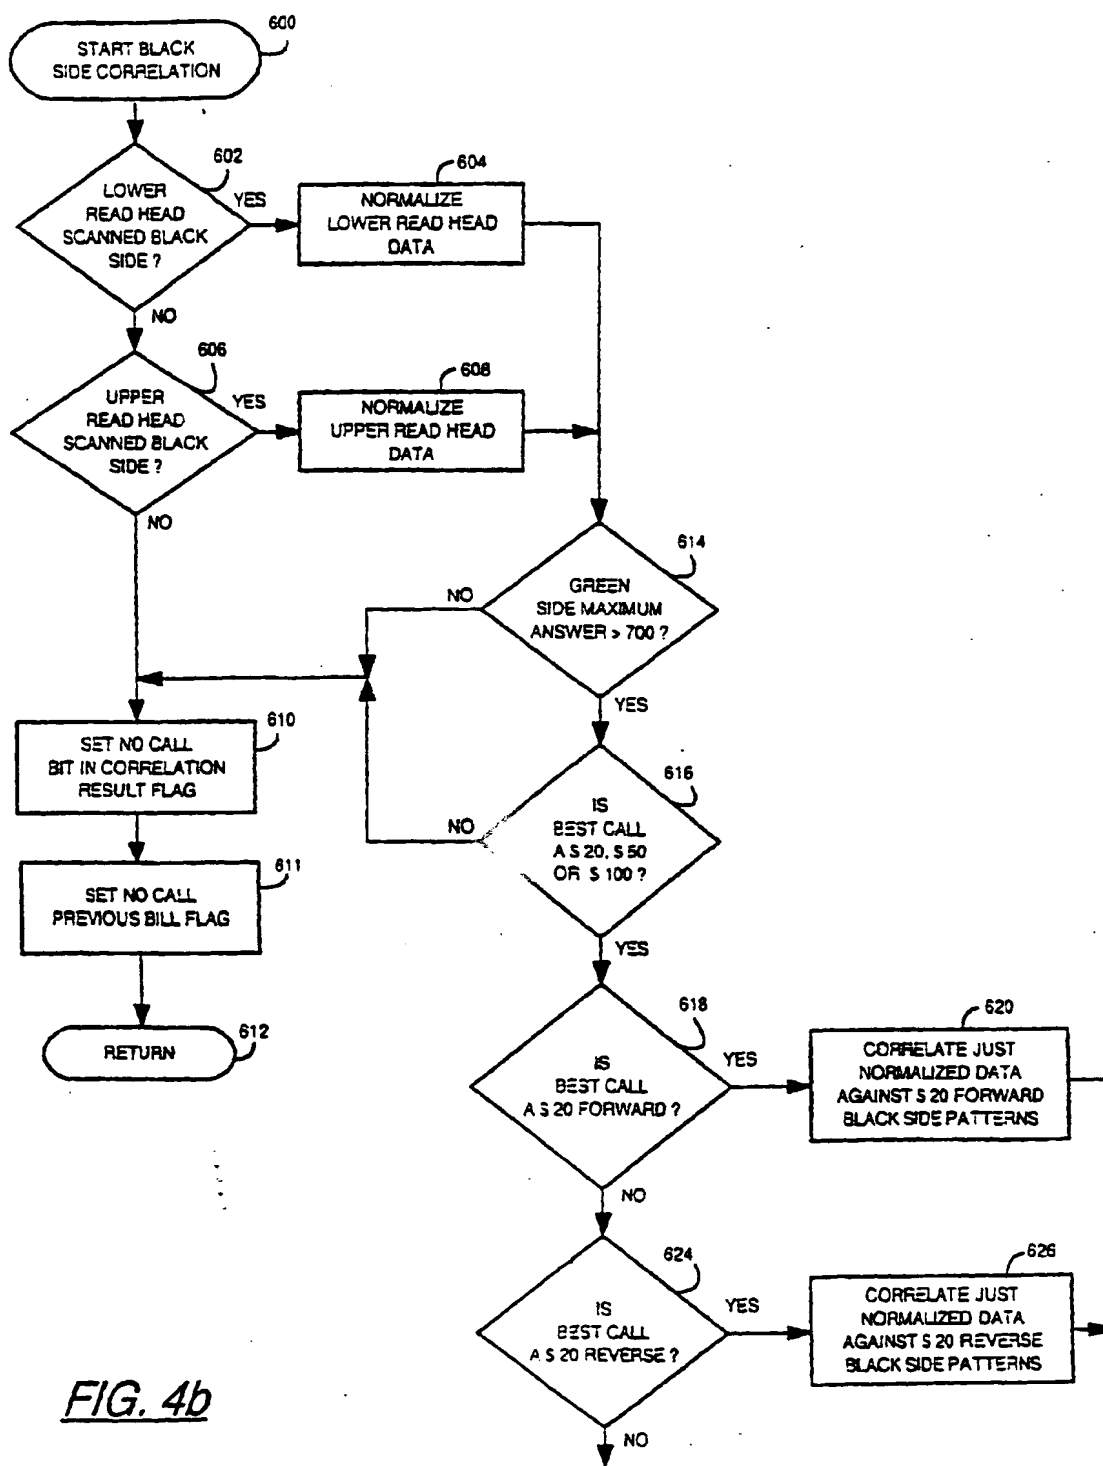 600
START BLACK
SIDE CORRELATION
602
LOWER
READ HEAD
SCANNED BLACK
SIDE ?
YES
NO
604
NORMALIZE
LOWER READ HEAD
DATA
606
UPPER
READ HEAD
SCANNED BLACK
SIDE ?
YES
NO
608
NORMALIZE
UPPER READ HEAD
DATA
614
GREEN
SIDE MAXIMUM
ANSWER > 700 ?
NO
YES
610
SET NO CALL
BIT IN CORRELATION
RESULT FLAG
616
IS
BEST CALL
A $ 20, $ 50
OR $ 100 ?
NO
YES
611
SET NO CALL
PREVIOUS BILL FLAG
612
RETURN
618
IS
BEST CALL
A $ 20 FORWARD ?
YES
NO
620
CORRELATE JUST
NORMALIZED DATA
AGAINST $ 20 FORWARD
BLACK SIDE PATTERNS
624
IS
BEST CALL
A $ 20 REVERSE ?
YES
NO
626
CORRELATE JUST
NORMALIZED DATA
AGAINST $ 20 REVERSE
BLACK SIDE PATTERNS
FIG. 4b